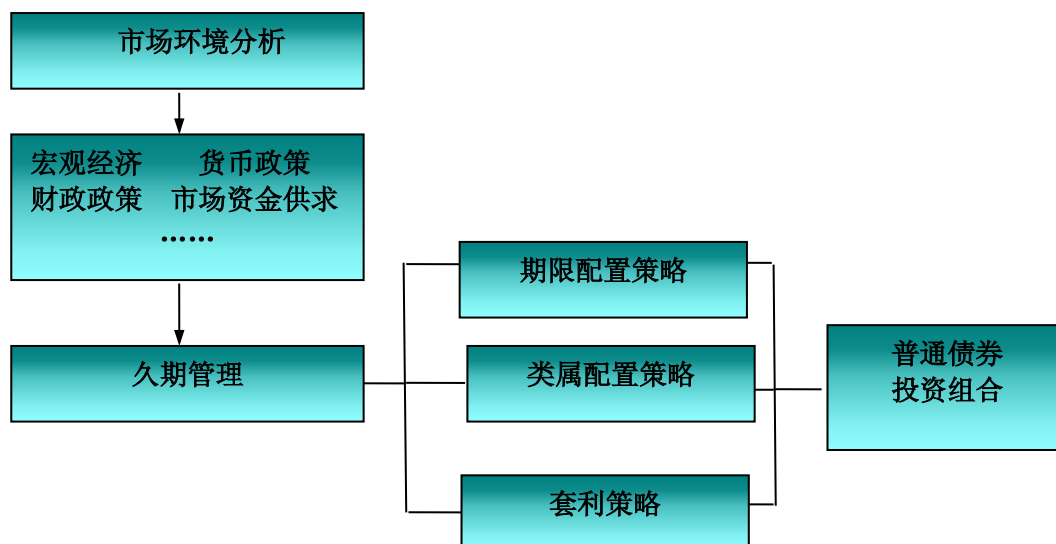 市场环境分析
宏观经济 货币政策
财政政策 市场资金供求
……
久期管理
期限配置策略
类属配置策略
套利策略
普通债券
投资组合